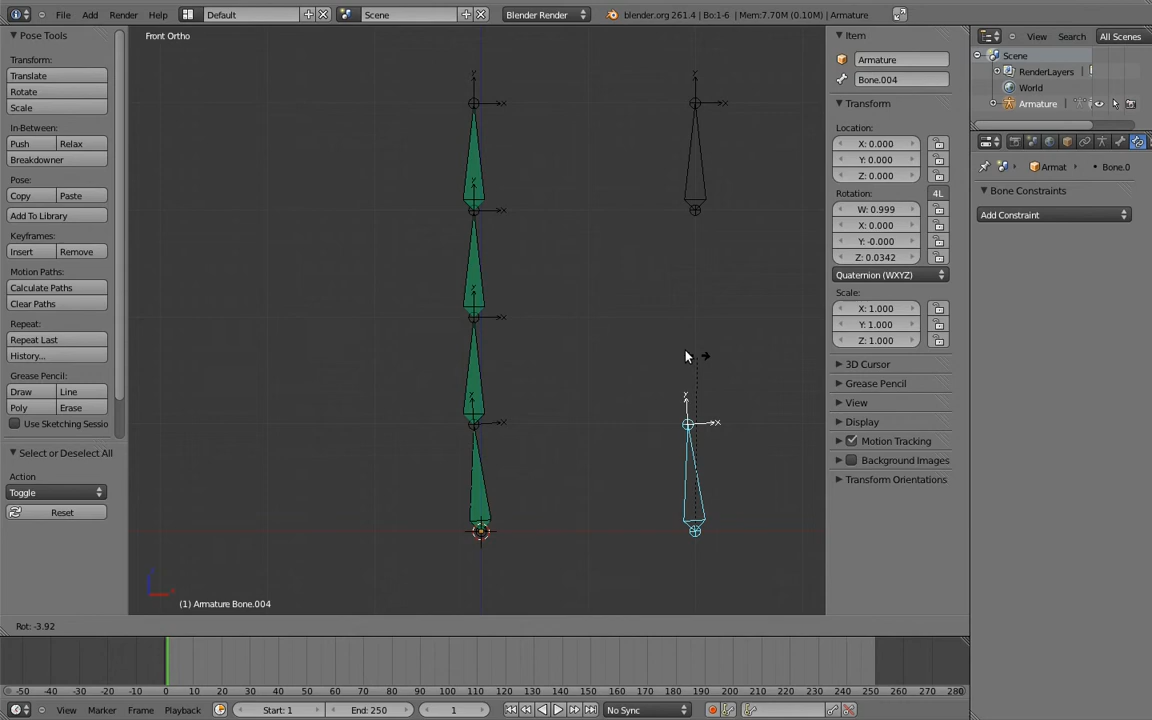 File Add Render Help Default Scene Blender Render blender.org 261.4 | Bo:1-6 | Mem:7.70M (0.10M) | Armature
Pose Tools
Transform:
Translate
Rotate
Scale
In-Between:
Push Relax
Breakdowner
Pose:
Copy Paste
Add To Library
Keyframes:
Insert Remove
Motion Paths:
Calculate Paths
Clear Paths
Repeat:
Repeat Last
History...
Grease Pencil:
Draw Line
Poly Erase
Use Sketching Sessio
Select or Deselect All
Action
Toggle
Reset
Front Ortho
Y
X
Y
X
Y
X
Y
X
Y
X
Y
X
(1) Armature Bone.004
Item
Armature
Bone.004
Transform
Location:
X: 0.000
Y: 0.000
Z: 0.000
Rotation:
4L
W: 0.999
X: 0.000
Y: -0.000
Z: 0.0342
Quaternion (WXYZ)
Scale:
X: 1.000
Y: 1.000
Z: 1.000
3D Cursor
Grease Pencil
View
Display
Motion Tracking
Background Images
Transform Orientations
View Search All Scenes
Scene
RenderLayers
World
Armature
Armat Bone.0
Bone Constraints
Add Constraint
Rot: -3.92
-50 -40 -30 -20 -10 0 10 20 30 40 50 60 70 80 90 100 110 120 130 140 150 160 170 180 190 200 210 220 230 240 250 260 270 280
View Marker Frame Playback Start: 1 End: 250 1 No Sync